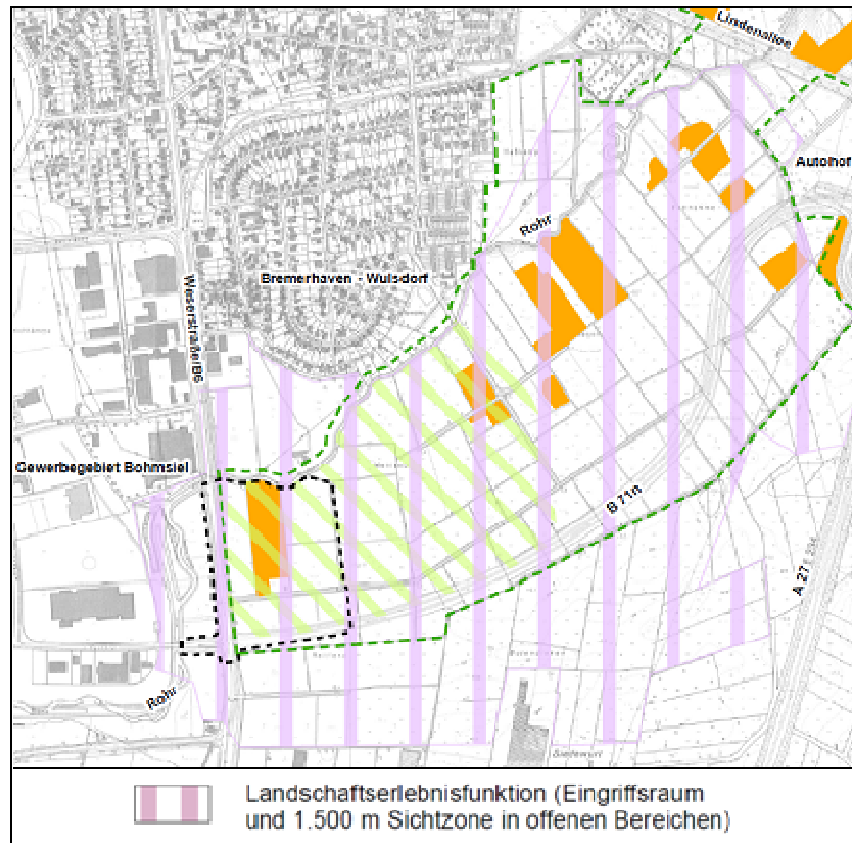 Lindenallee
Autohof
Rohr
Bremerhaven - Wulsdorf
Weserstraße/B6
Gewerbegebiet Bohmsiel
B 71n
A 27
Rohr
Landschaftserlebnisfunktion (Eingriffsraum
und 1.500 m Sichtzone in offenen Bereichen)